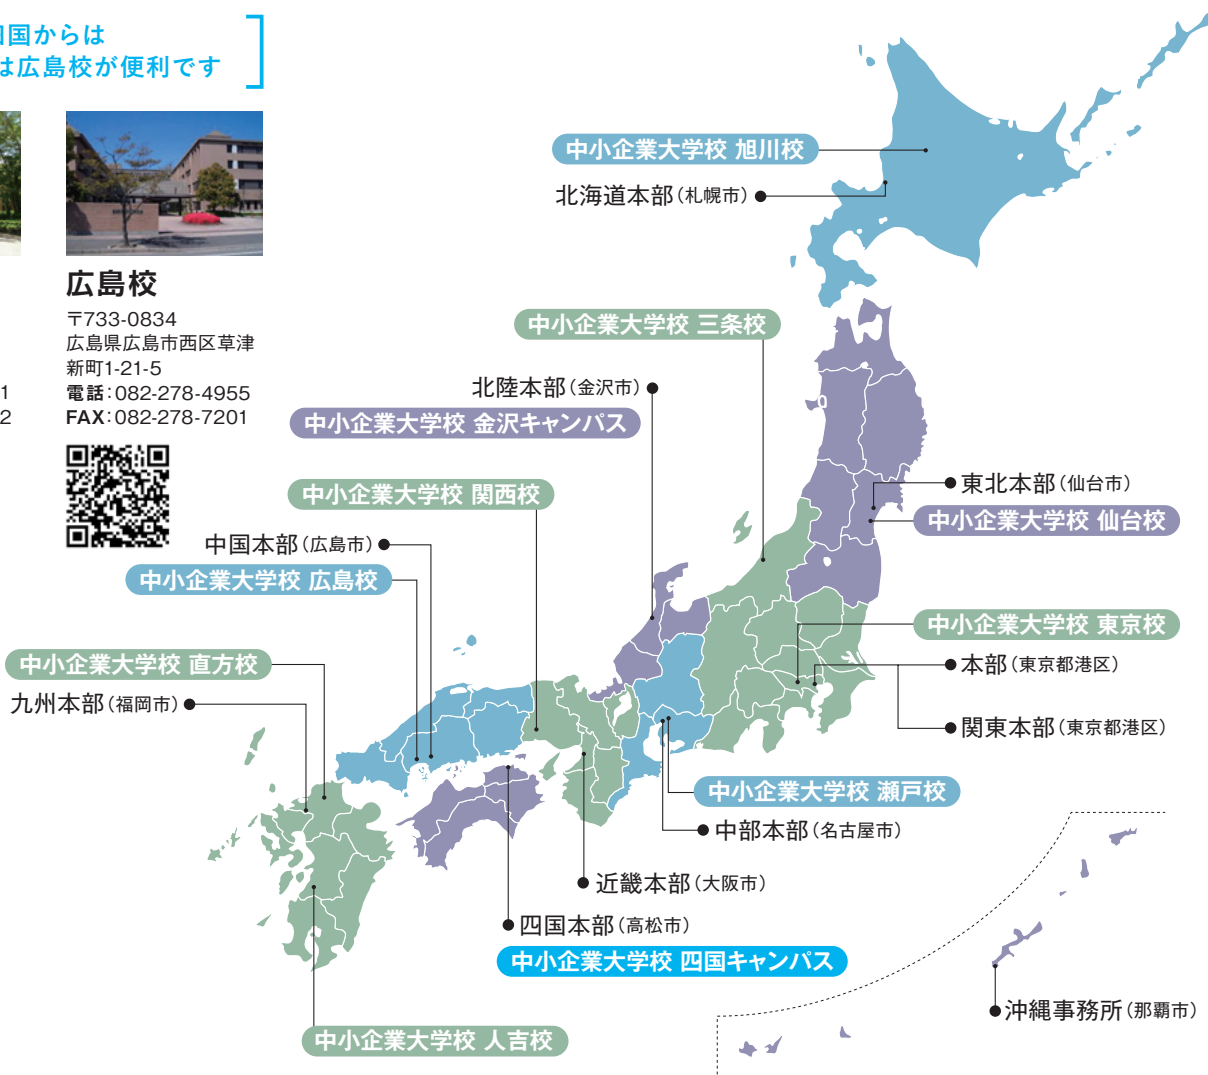 国からは
は広島校が便利です
広島校
〒733-0834
広島県広島市西区草津
新町1-21-5
電話：082-278-4955
FAX：082-278-7201
1
2
中小企業大学校 旭川校
北海道本部（札幌市）
中小企業大学校 三条校
北陸本部（金沢市）
中小企業大学校 金沢キャンパス
中小企業大学校 関西校
東北本部（仙台市）
中小企業大学校 仙台校
中国本部（広島市）
中小企業大学校 広島校
中小企業大学校 東京校
中小企業大学校 直方校
本部（東京都港区）
九州本部（福岡市）
関東本部（東京都港区）
中小企業大学校 瀬戸校
中部本部（名古屋市）
近畿本部（大阪市）
四国本部（高松市）
中小企業大学校 四国キャンパス
沖縄事務所（那覇市）
中小企業大学校 人吉校